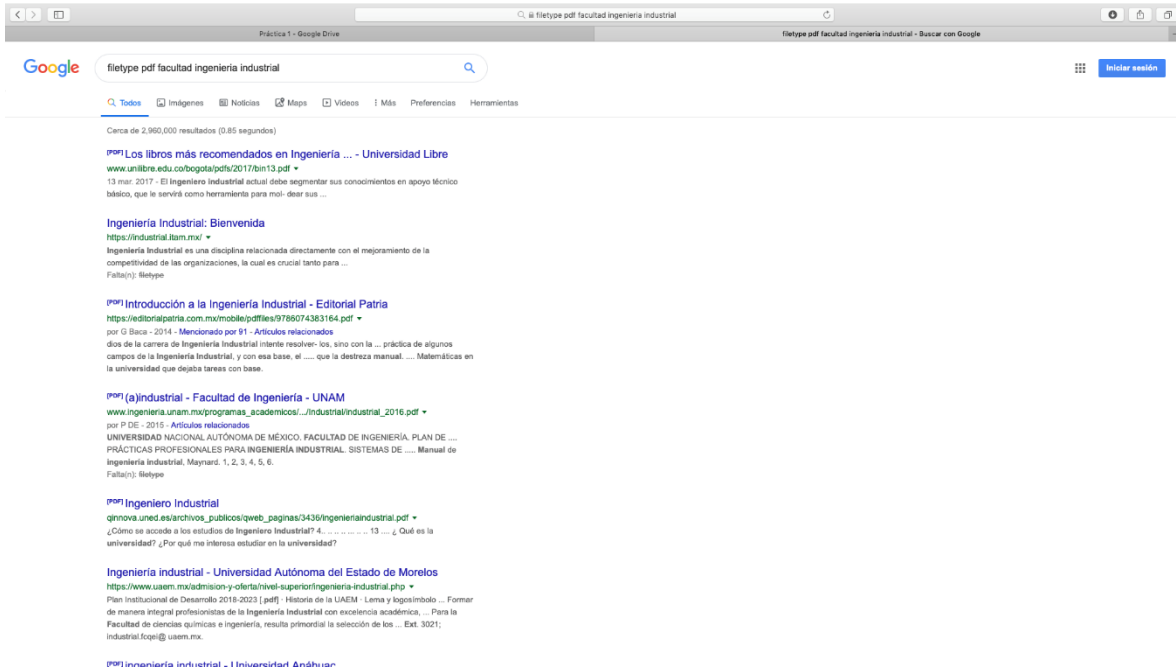 filetype pdf facultad ingenieria industrial
Práctica 1 - Google Drive
filetype pdf facultad ingenieria industrial - Buscar con Google
Google
filetype pdf facultad ingenieria industrial
Iniciar sesión
Todos Imágenes Noticias Maps Videos Más Preferencias Herramientas
Cerca de 2,960,000 resultados (0.85 segundos)
[PDF] Los libros más recomendados en Ingeniería ... - Universidad Libre
www.unilibre.edu.co/bogota/pdfs/2017/bin13.pdf
13 mar. 2017 - El ingeniero industrial actual debe segmentar sus conocimientos en apoyo técnico
básico, que le servirá como herramienta para mol- dear sus ...
Ingeniería Industrial: Bienvenida
https://industrial.itam.mx/
Ingeniería Industrial es una disciplina relacionada directamente con el mejoramiento de la
competitividad de las organizaciones, la cual es crucial tanto para ...
Falta(n): filetype
[PDF] Introducción a la Ingeniería Industrial - Editorial Patria
https://editorialpatria.com.mx/mobile/pdffiles/9786074383164.pdf
por G Baca - 2014 - Mencionado por 91 - Artículos relacionados
dios de la carrera de Ingeniería Industrial intente resolver- los, sino con la ... práctica de algunos
campos de la Ingeniería Industrial, y con esa base, el ..... que la destreza manual. .... Matemáticas en
la universidad que dejaba tareas con base.
[PDF] (a)industrial - Facultad de Ingeniería - UNAM
www.ingenieria.unam.mx/programas_academicos/.../Industrial/industrial_2016.pdf
por P DE - 2015 - Artículos relacionados
UNIVERSIDAD NACIONAL AUTÓNOMA DE MÉXICO. FACULTAD DE INGENIERÍA. PLAN DE ....
PRÁCTICAS PROFESIONALES PARA INGENIERÍA INDUSTRIAL. SISTEMAS DE ..... Manual de
ingeniería industrial, Maynard. 1, 2, 3, 4, 5, 6.
Falta(n): filetype
[PDF] Ingeniero Industrial
qinnova.uned.es/archivos_publicos/qweb_paginas/3436/ingenieriaindustrial.pdf
¿Cómo se accede a los estudios de Ingeniero Industrial? 4.. .. .. .. ... .. .. 13 .... ¿ Qué es la
universidad? ¿Por qué me interesa estudiar en la universidad?
Ingeniería industrial - Universidad Autónoma del Estado de Morelos
https://www.uaem.mx/admision-y-oferta/nivel-superior/ingenieria-industrial.php
Plan Institucional de Desarrollo 2018-2023 [.pdf] · Historia de la UAEM · Lema y logosímbolo ... Formar
de manera integral profesionistas de la Ingeniería Industrial con excelencia académica, ... Para la
Facultad de ciencias químicas e ingeniería, resulta primordial la selección de los ... Ext. 3021;
industrial.fcqei@ uaem.mx.
[PDF] ingeniería industrial - Universidad Anáhuac